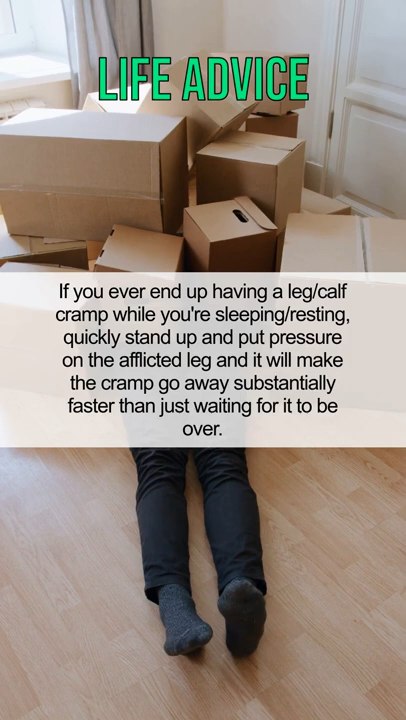 LIFE ADVICE
If you ever end up having a leg/calf
cramp while you're sleeping/resting,
quickly stand up and put pressure
on the afflicted leg and it will make
the cramp go away substantially
faster than just waiting for it to be
over.